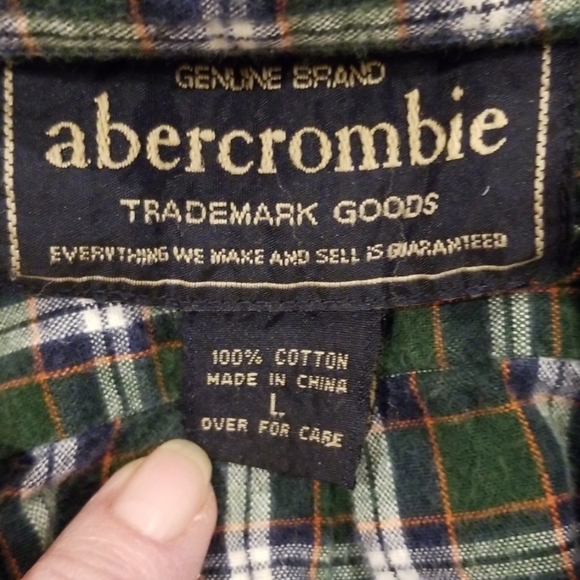 GENUINE BRAND
abercrombie
TRADEMARK GOODS
EVERYTHING WE MAKE AND SELL IS GUARANTEED
100% COTTON
MADE IN CHINA
L
OVER FOR CARE